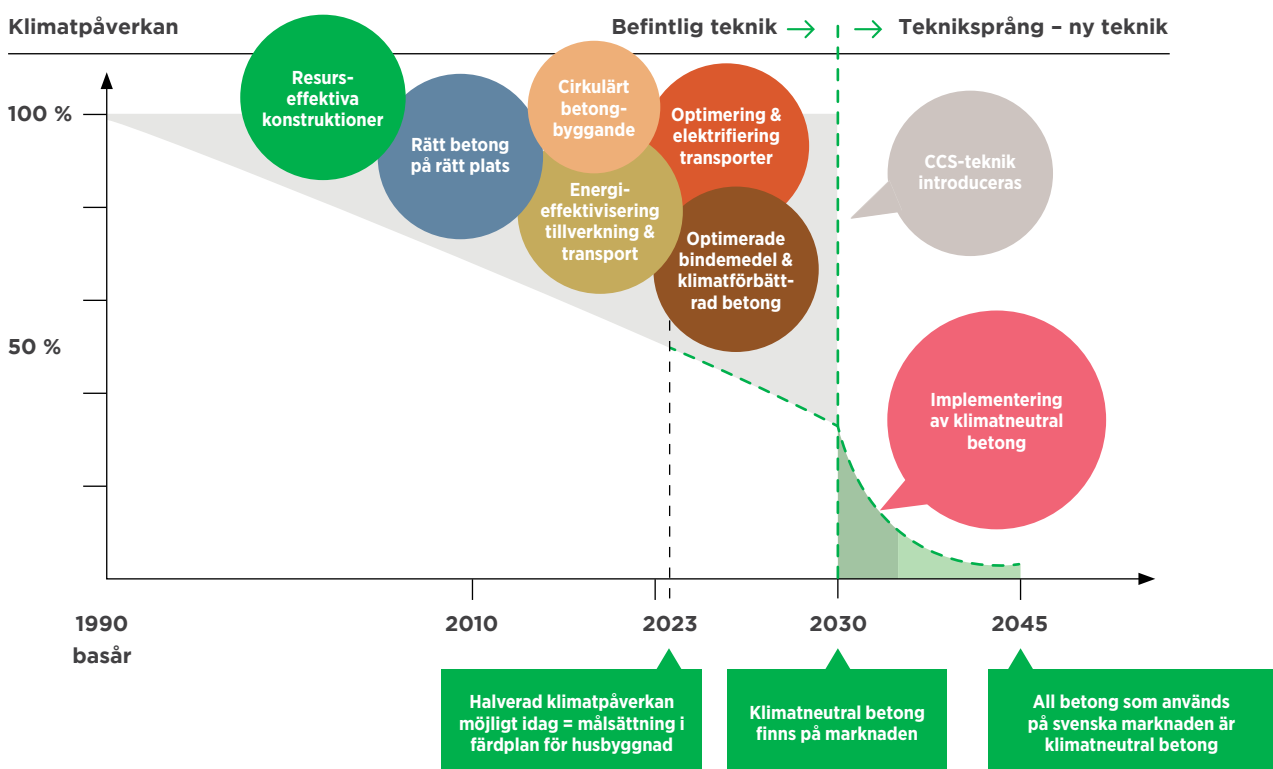 Klimatpåverkan
Befintlig teknik →
→ Tekniksprång – ny teknik
100 %
50 %
Resurs-
effektiva
konstruktioner
Rätt betong
på rätt plats
Cirkulärt
betong-
byggande
Energi-
effektivisering
tillverkning &
transport
Optimering &
elektrifiering
transporter
Optimerade
bindemedel &
klimatförbätt-
rad betong
CCS-teknik
introduceras
Implementering
av klimatneutral
betong
1990
basår
2010
2023
2030
2045
Halverad klimatpåverkan
möjligt idag = målsättning i
färdplan för husbyggnad
Klimatneutral betong
finns på marknaden
All betong som används
på svenska marknaden är
klimatneutral betong